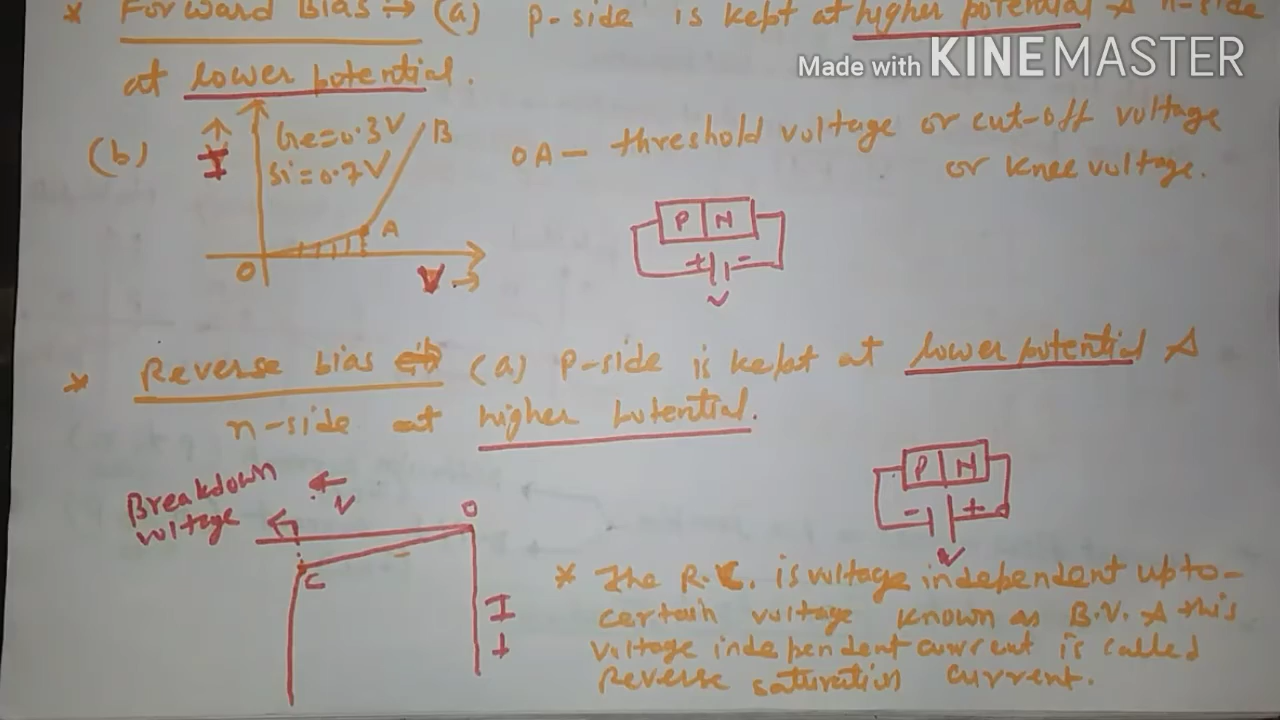 * Forward Bias → (a) p-side is kept at higher potential & n-side
at lower potential.
Made with KINEMASTER
(b) I Ge=0.3V
Si=0.7V
B
A
O
V →
OA — threshold voltage or cut-off voltage
or knee voltage.
P N
+ -
V
* Reverse bias → (a) p-side is kept at lower potential &
n-side at higher potential.
Breakdown
voltage
← V
O
C
I
P N
- +
V
* The R.C. is voltage independent upto-
certain voltage known as B.V. & this
voltage independent current is called
Reverse saturation current.